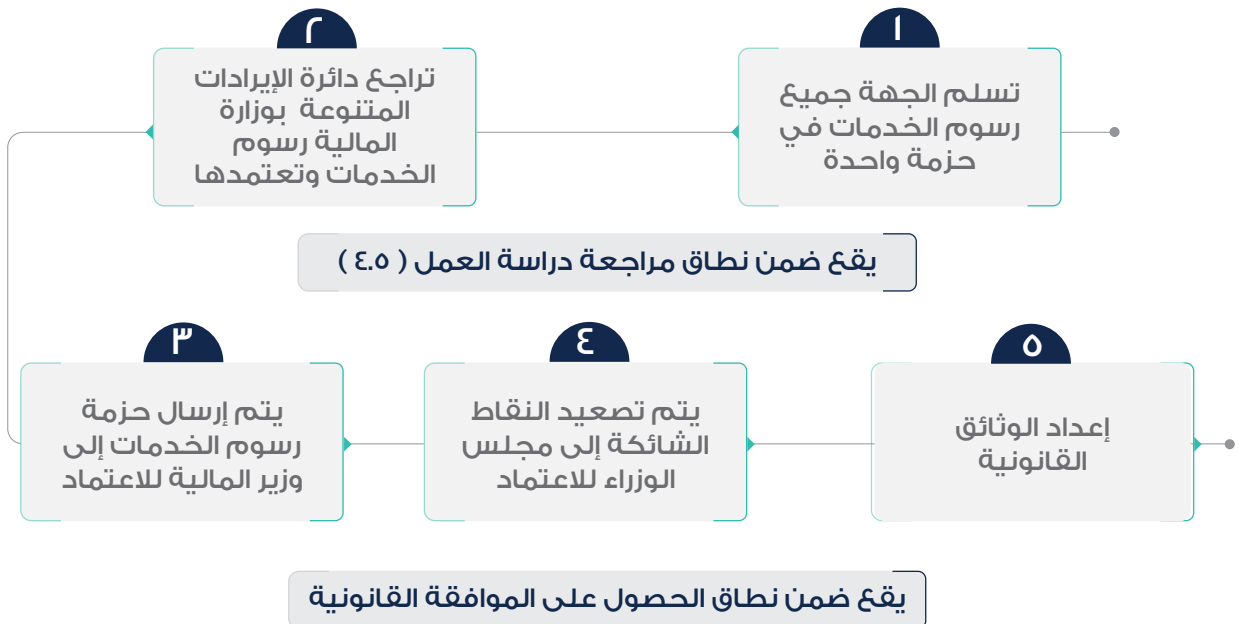 ١
تسلم الجهة جميع
رسوم الخدمات في
حزمة واحدة
٢
تراجع دائرة الإيرادات
المتنوعة بوزارة
المالية رسوم
الخدمات وتعتمدها
يقع ضمن نطاق مراجعة دراسة العمل ( ٤.٥ )
٣
يتم إرسال حزمة
رسوم الخدمات إلى
وزير المالية للاعتماد
٤
يتم تصعيد النقاط
الشائكة إلى مجلس
الوزراء للاعتماد
٥
إعداد الوثائق
القانونية
يقع ضمن نطاق الحصول على الموافقة القانونية